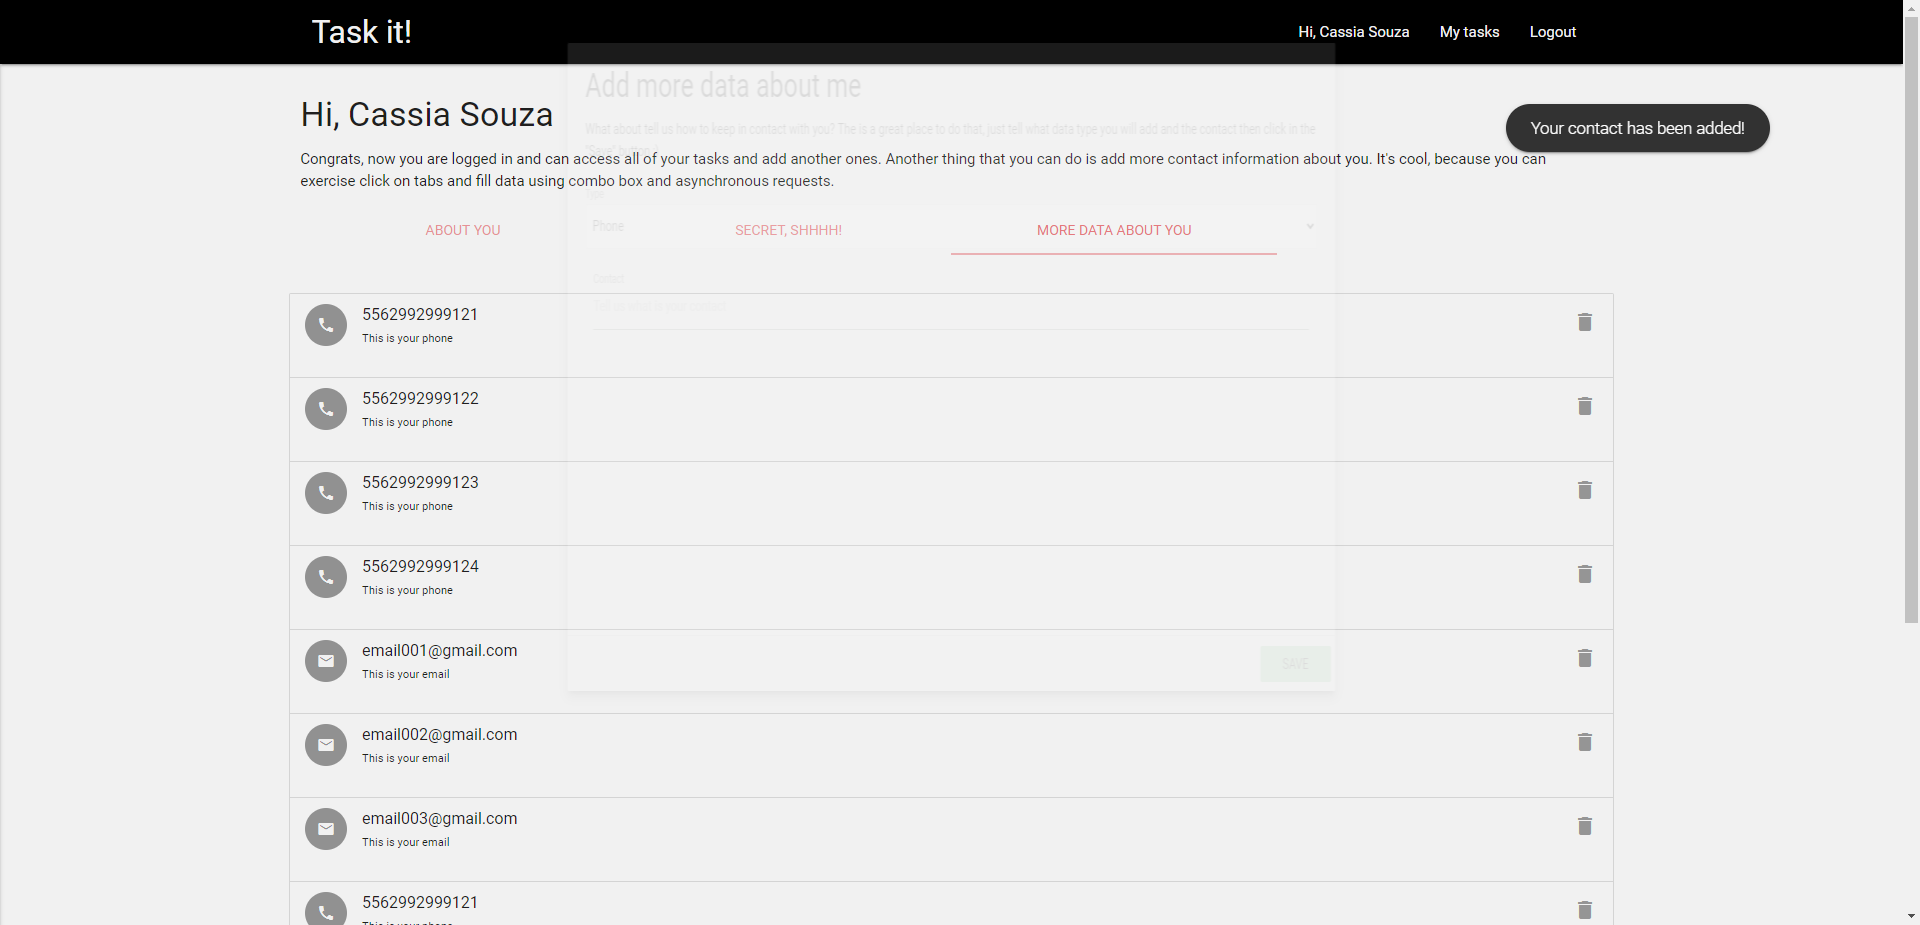 Task it!
Hi, Cassia Souza
My tasks
Logout
Add more data about me
Hi, Cassia Souza
Your contact has been added!
What about tell us how to keep in contact with you? The is a great place to do that, just tell what data type you will add and the contact then click in the
"Save" button.
Congrats, now you are logged in and can access all of your tasks and add another ones. Another thing that you can do is add more contact information about you. It's cool, because you can
exercise click on tabs and fill data using combo box and asynchronous requests.
Type
Phone
ABOUT YOU
SECRET, SHHHH!
MORE DATA ABOUT YOU
Contact
5562992999121
This is your phone
5562992999122
This is your phone
5562992999123
This is your phone
5562992999124
This is your phone
email001@gmail.com
This is your email
SAVE
email002@gmail.com
This is your email
email003@gmail.com
This is your email
5562992999121
This is your phone